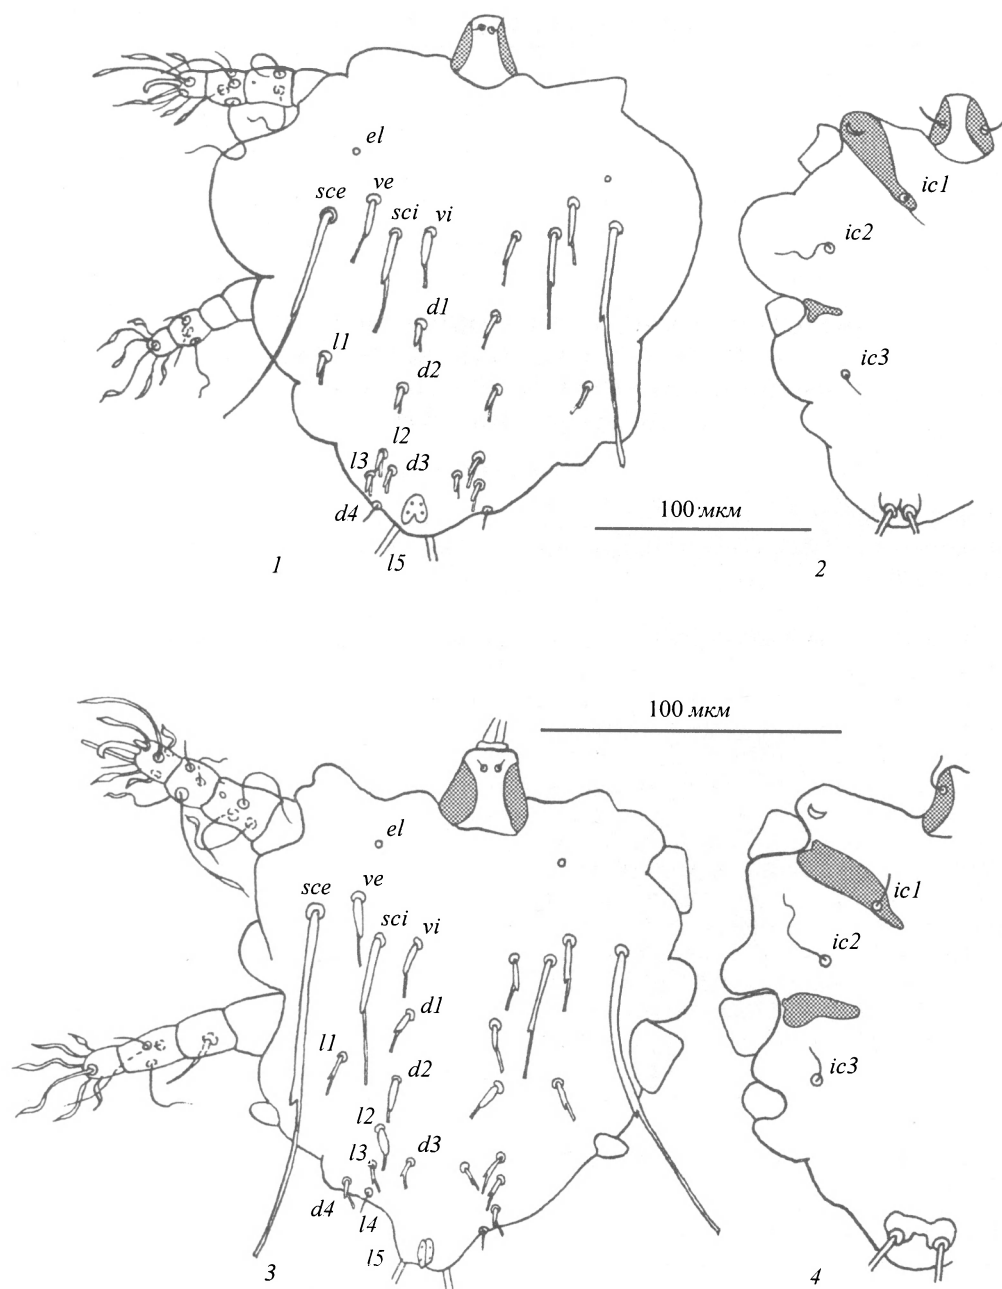 el
sce
ve
sci
vi
d1
l1
d2
l2
l3
d3
d4
l5
1
ic1
ic2
ic3
100 мкм
2
100 мкм
el
sce
ve
sci
vi
d1
l1
d2
l2
l3
d3
d4
l4
l5
3
ic1
ic2
ic3
4